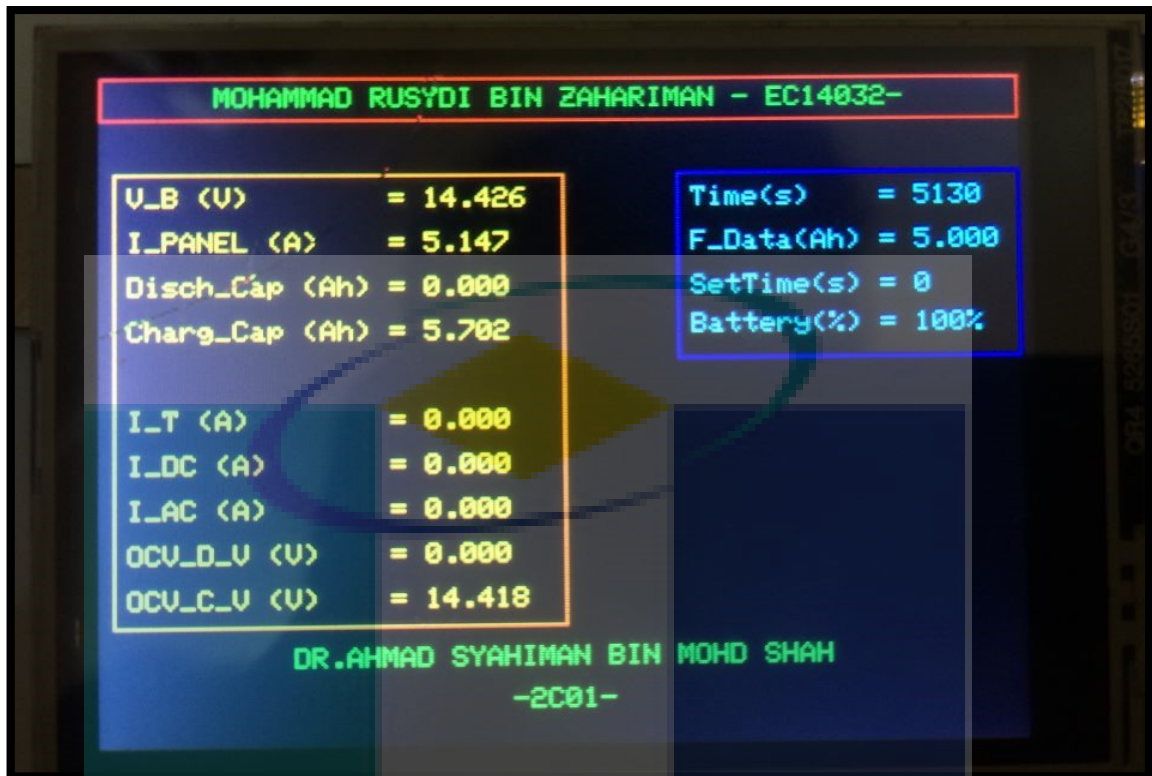 MOHAMMAD RUSYDI BIN ZAHARIMAN - EC14032-
V_B (V) = 14.426
I_PANEL (A) = 5.147
Disch_Cap (Ah) = 0.000
Charg_Cap (Ah) = 5.702
I_T (A) = 0.000
I_DC (A) = 0.000
I_AC (A) = 0.000
OCV_D_V (V) = 0.000
OCV_C_V (V) = 14.418
Time(s) = 5130
F_Data(Ah) = 5.000
SetTime(s) = 0
Battery(%) = 100%
DR.AHMAD SYAHIMAN BIN MOHD SHAH
-2C01-